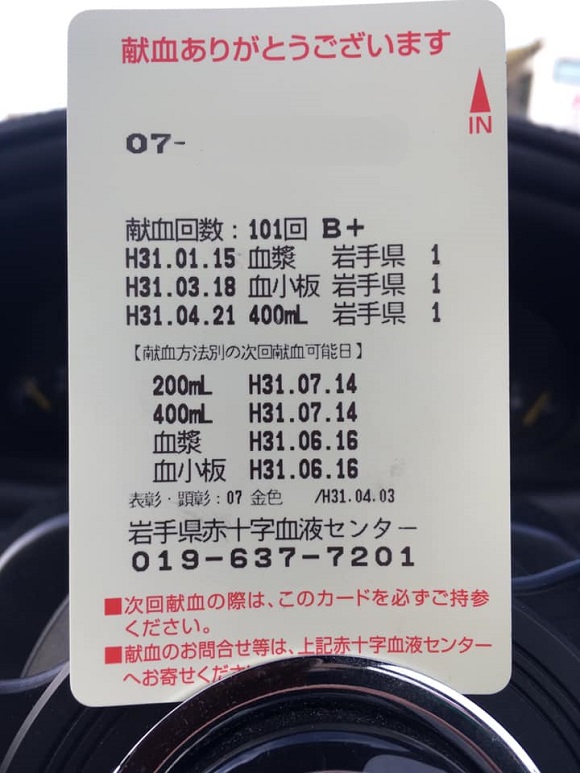 献血ありがとうございます
IN
07-
献血回数：101回 B+
H31.01.15 血漿 岩手県 1
H31.03.18 血小板 岩手県 1
H31.04.21 400mL 岩手県 1
【献血方法別の次回献血可能日】
200mL H31.07.14
400mL H31.07.14
血漿 H31.06.16
血小板 H31.06.16
表彰・顕彰：07 金色 /H31.04.03
岩手県赤十字血液センター
019-637-7201
■次回献血の際は、このカードを必ずご持参
ください。
■献血のお問合せ等は、上記赤十字血液センター
へお寄せくださ